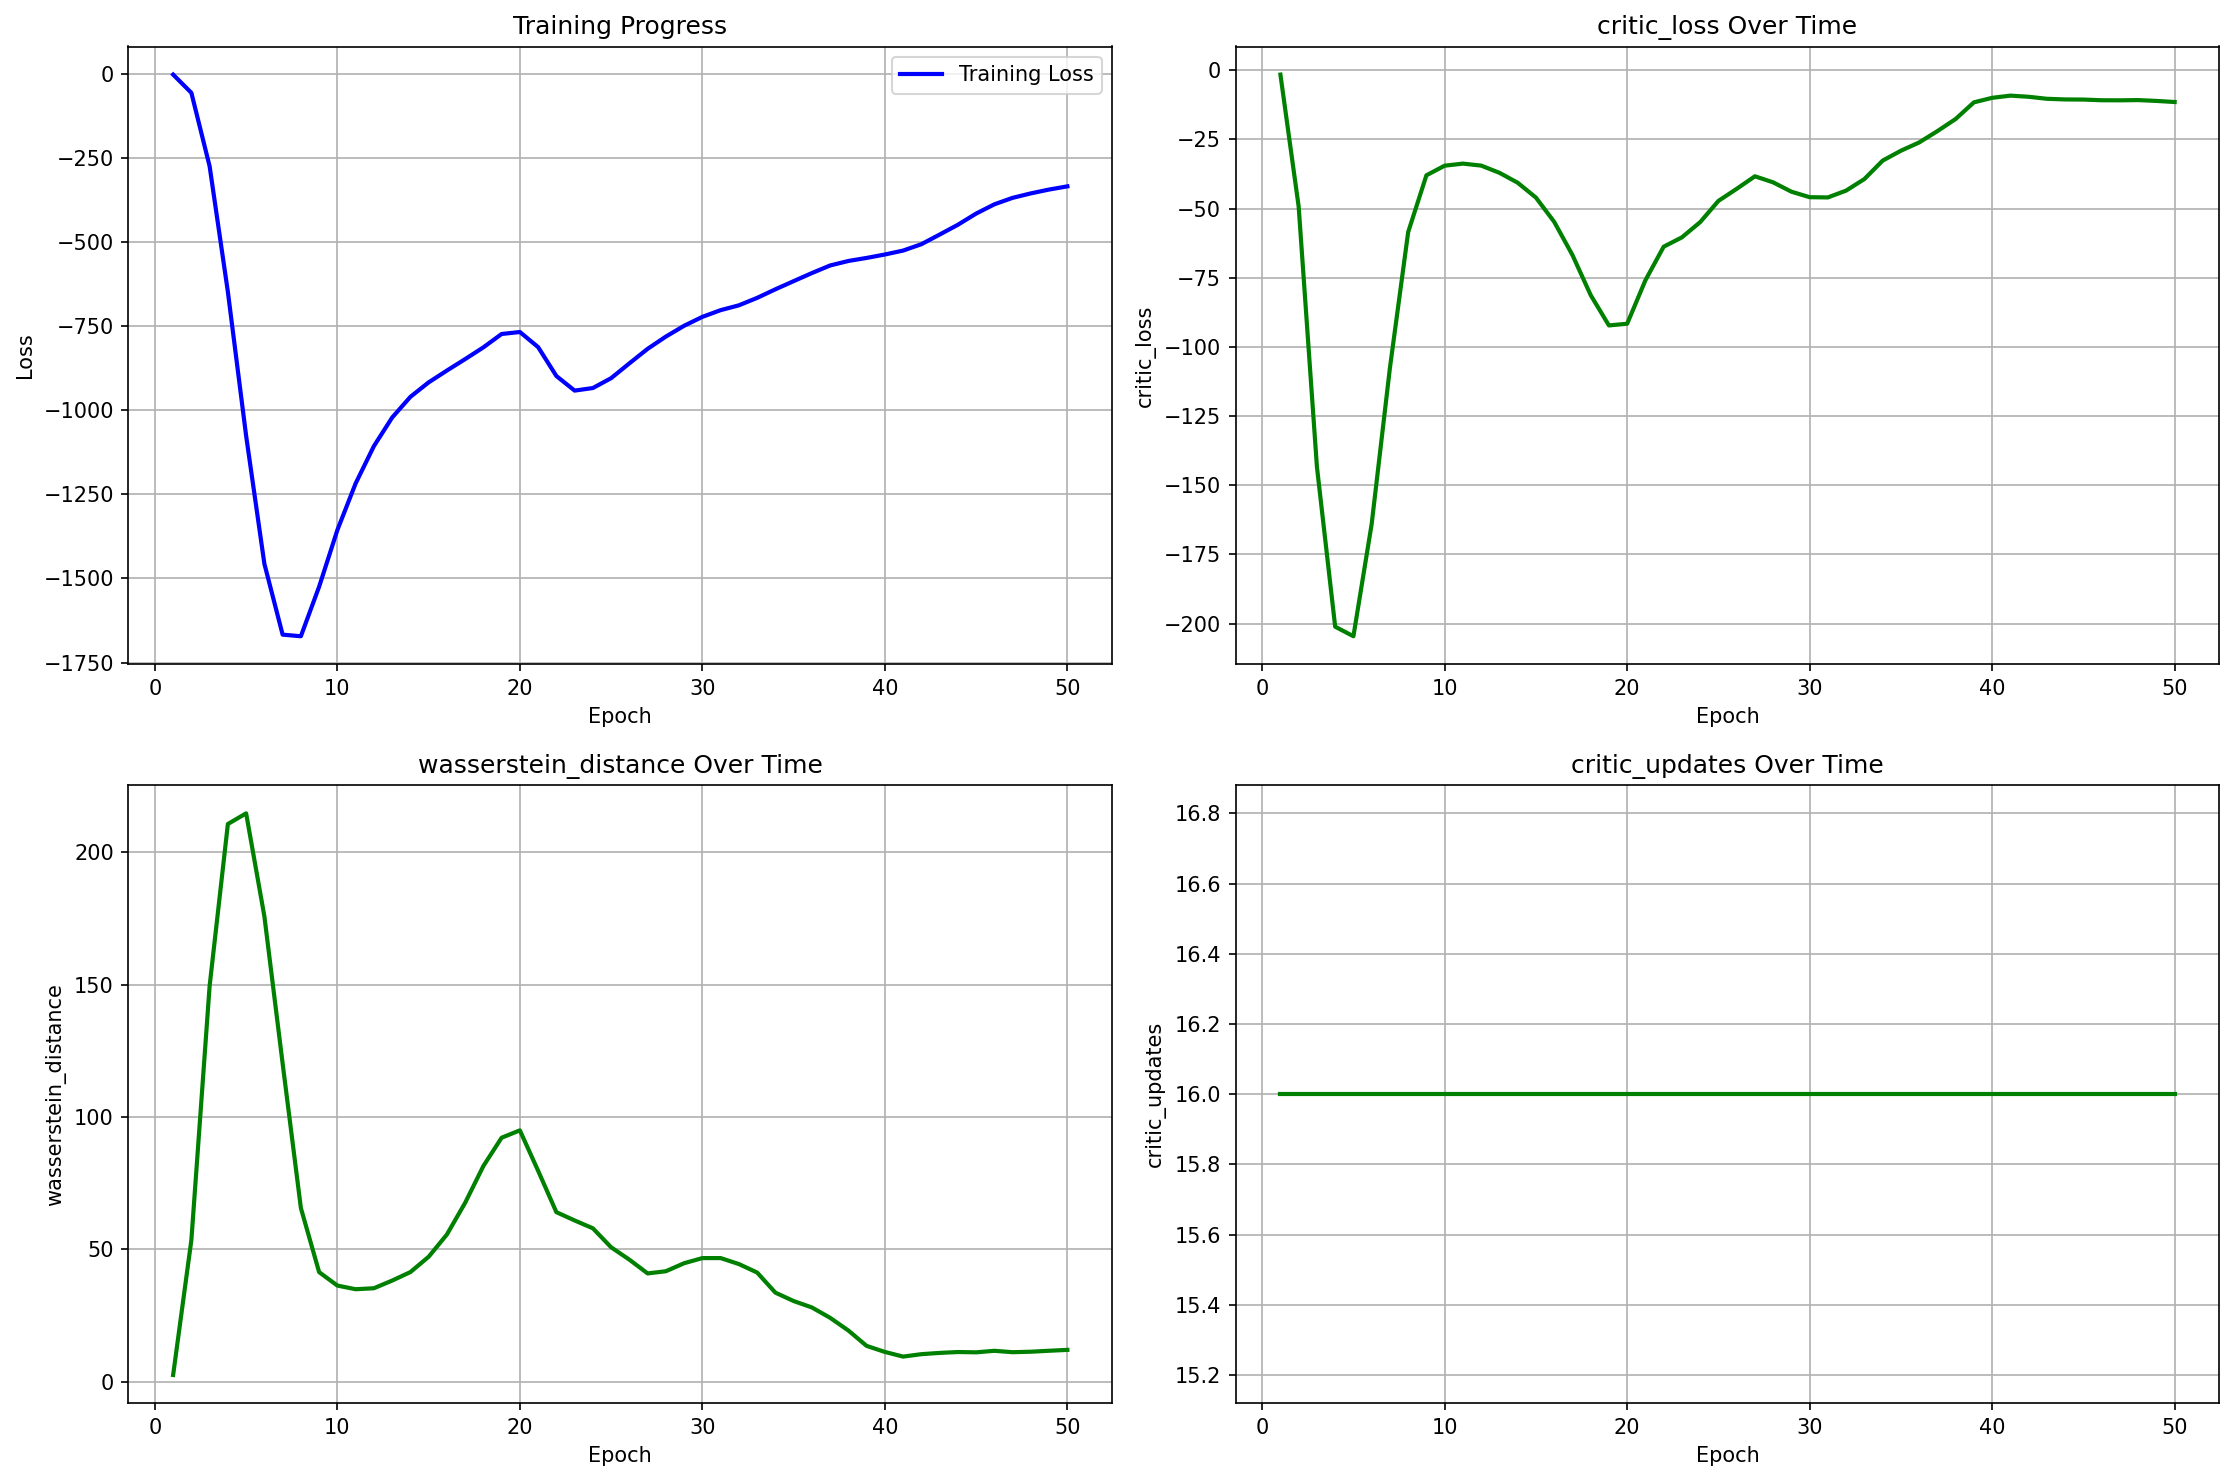 Training Progress
Loss
0
−250
−500
−750
−1000
−1250
−1500
−1750
Training Loss
0 10 20 30 40 50
Epoch
critic_loss Over Time
critic_loss
0
−25
−50
−75
−100
−125
−150
−175
−200
0 10 20 30 40 50
Epoch
wasserstein_distance Over Time
wasserstein_distance
200
150
100
50
0
0 10 20 30 40 50
Epoch
critic_updates Over Time
critic_updates
16.8
16.6
16.4
16.2
16.0
15.8
15.6
15.4
15.2
0 10 20 30 40 50
Epoch